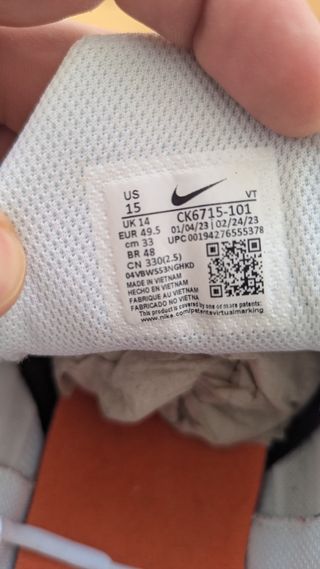 US
15
VT
CK6715-101
UK 14
01/04/23 | 02/24/23
EUR 49.5
UPC 00194276555378
cm 33
BR 48
CN 330(2.5)
04VBWSS3NGHKD
MADE IN VIETNAM
HECHO EN VIETNAM
FABRIQUE AU VIETNAM
FABRICADO NO VIETNA
This product is covered by one or more patents:
www.nike.com/patentsvirtualmarking